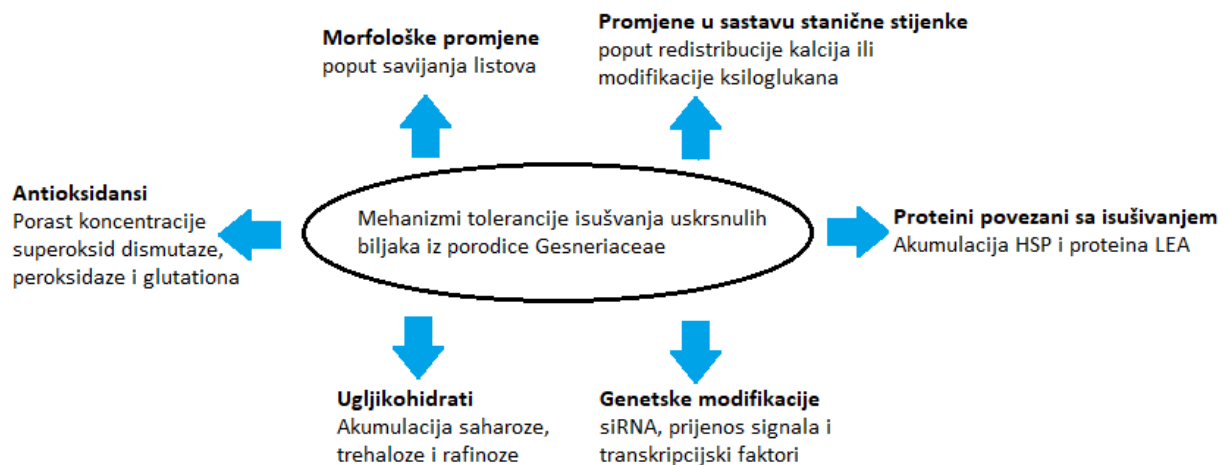 Morfološke promjene
poput savijanja listova
Promjene u sastavu stanične stijenke
poput redistribucije kalcija ili
modifikacije ksiloglukana
Antioksidansi
Porast koncentracije
superoksid dismutaze,
peroksidaze i glutationa
Mehanizmi tolerancije isušvanja uskrsnulih
biljaka iz porodice Gesneriaceae
Proteini povezani sa isušivanjem
Akumulacija HSP i proteina LEA
Ugljikohidrati
Akumulacija saharoze,
trehaloze i rafinoze
Genetske modifikacije
siRNA, prijenos signala i
transkripcijski faktori